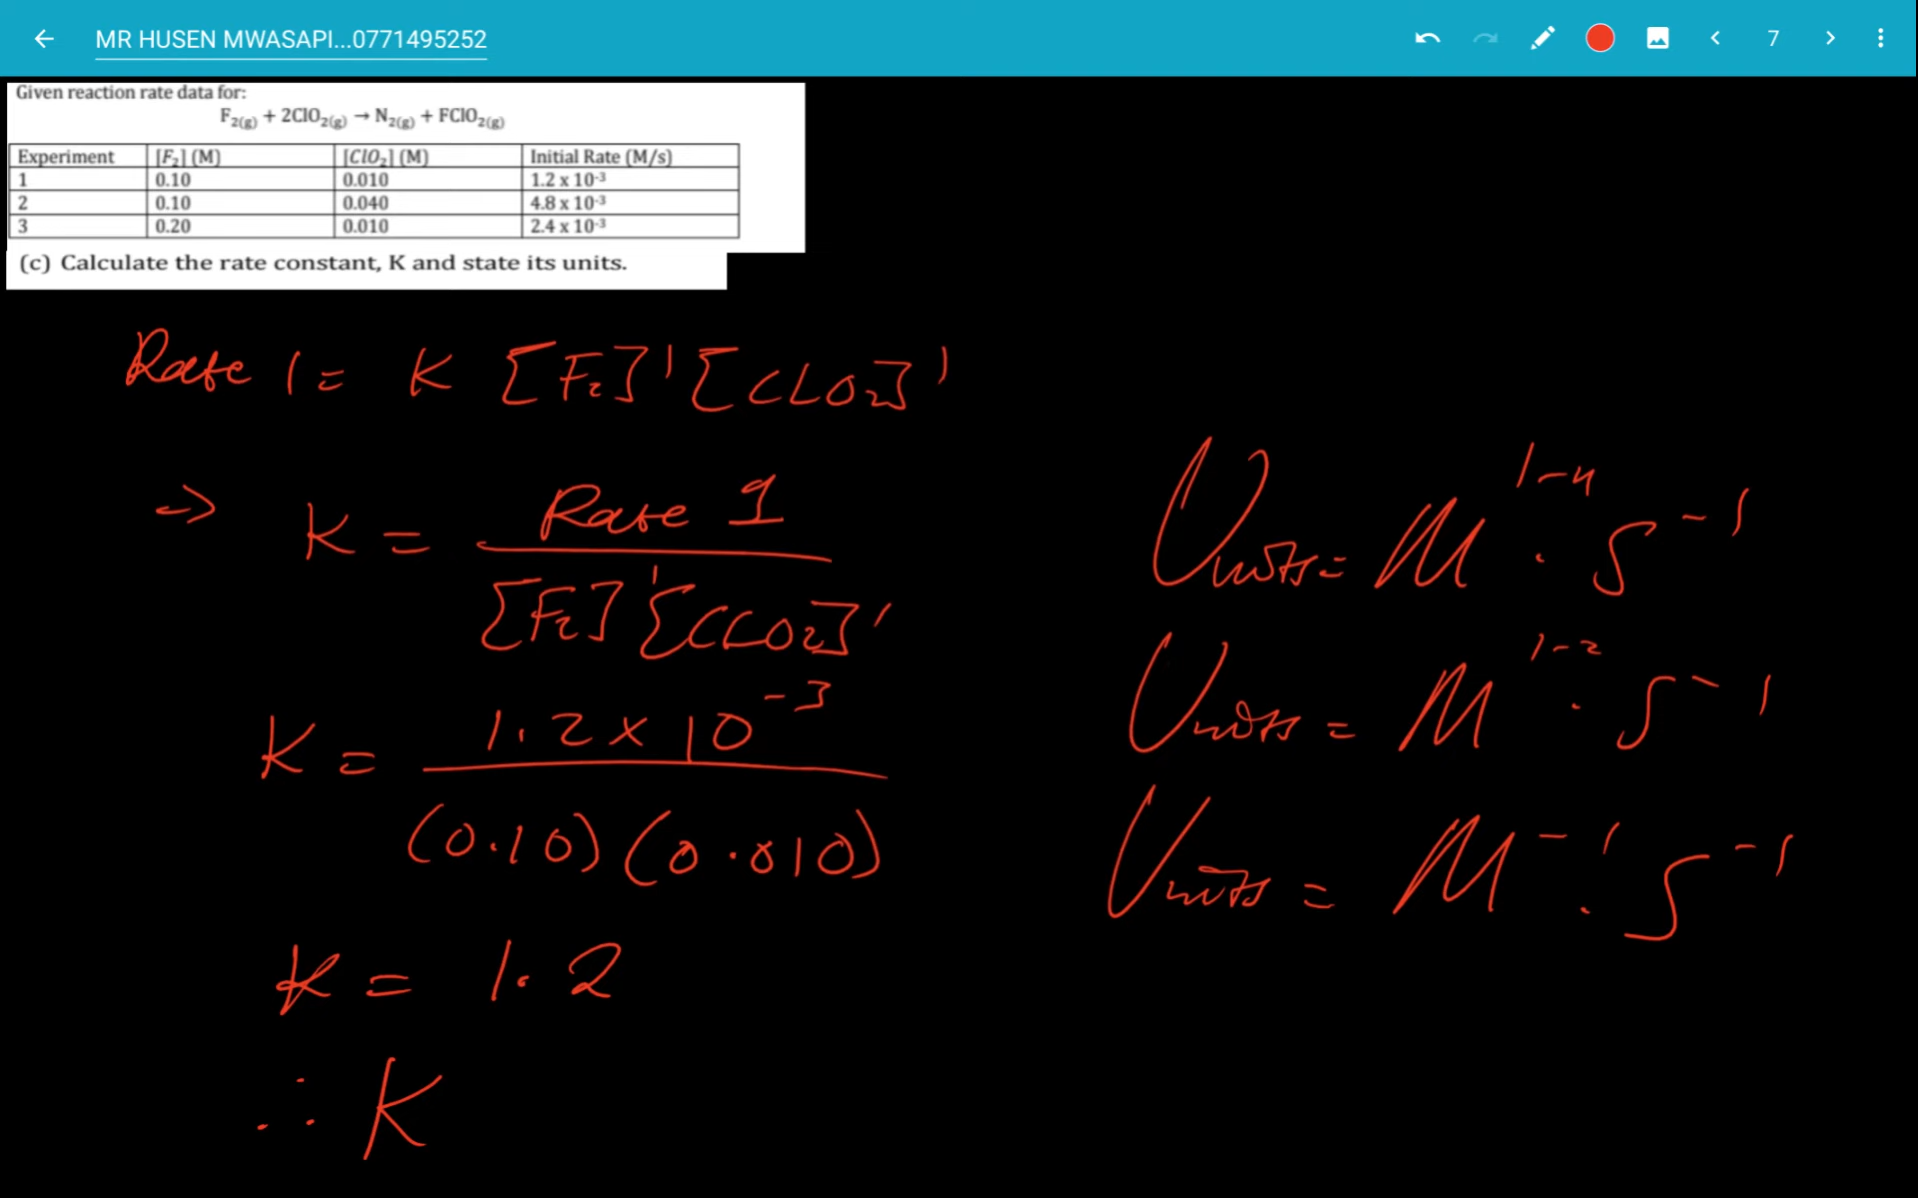 MR HUSEN MWASAPI...0771495252
7
Given reaction rate data for:
F₂(g) + 2ClO₂(g) → N₂(g) + FClO₂(g)
Experiment [F₂] (M) [ClO₂] (M) Initial Rate (M/s)
1 0.10 0.010 1.2 x 10⁻³
2 0.10 0.040 4.8 x 10⁻³
3 0.20 0.010 2.4 x 10⁻³
(c) Calculate the rate constant, K and state its units.
Rate 1 = K [F₂]¹ [CLO₂]¹
→ K = Rate 1
[F₂]¹ [CLO₂]¹
K = 1.2 × 10⁻³
(0.10) (0.010)
K = 1.2
∴ K
Units = M¹⁻ⁿ . S⁻¹
Units = M¹⁻² . S⁻¹
Units = M⁻¹ . S⁻¹